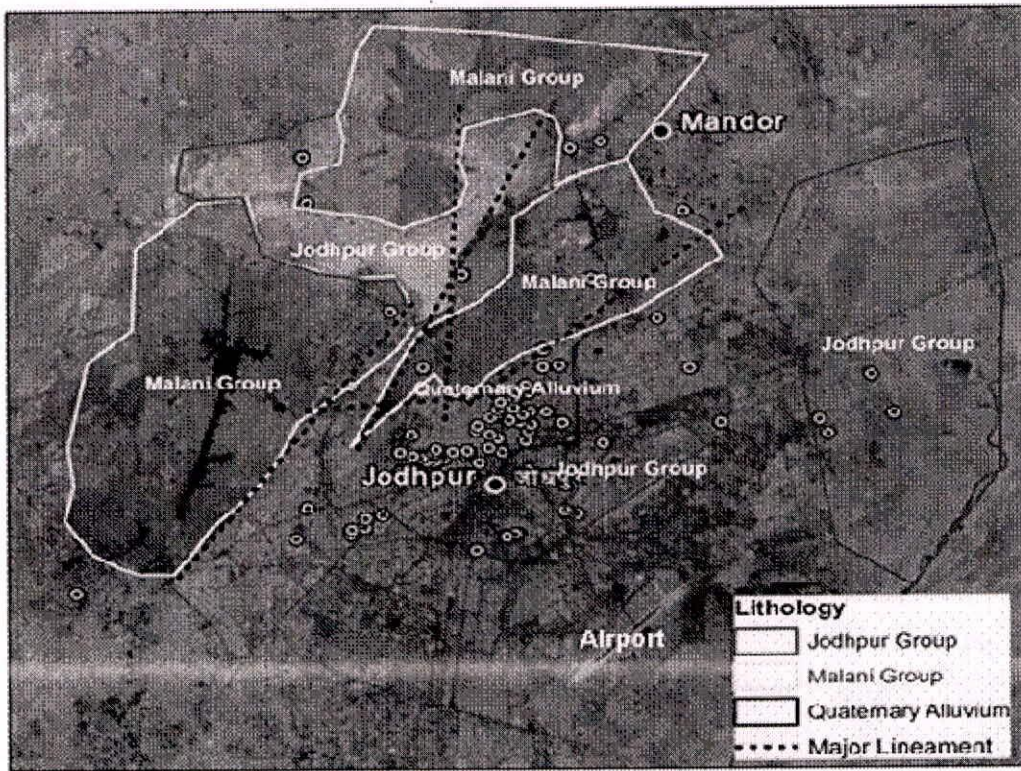 Malani Group
Mandor
Jodhpur Group
Malani Group
Jodhpur Group
Malani Group
Quaternary Alluvium
Jodhpur
Jodhpur Group
Airport
Lithology
Jodhpur Group
Malani Group
Quaternary Alluvium
Major Lineament